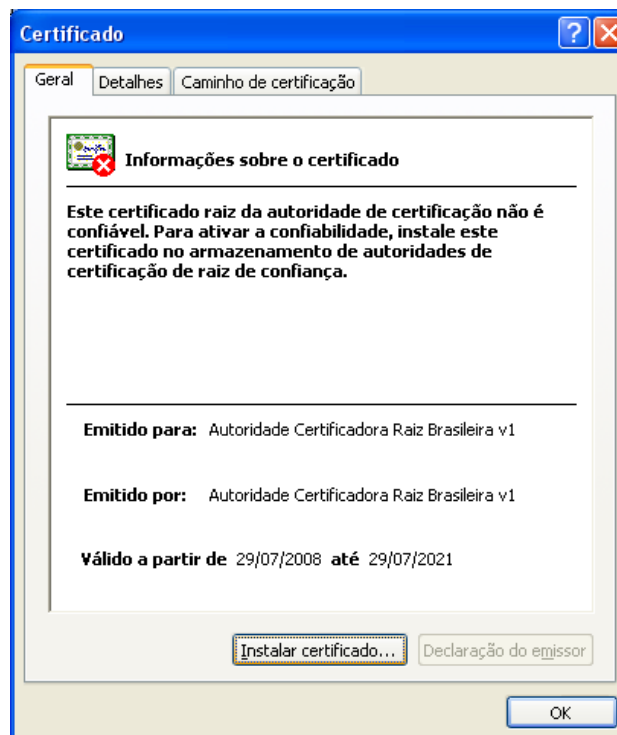 Certificado
Geral Detalhes Caminho de certificação
Informações sobre o certificado
Este certificado raiz da autoridade de certificação não é
confiável. Para ativar a confiabilidade, instale este
certificado no armazenamento de autoridades de
certificação de raiz de confiança.
Emitido para: Autoridade Certificadora Raiz Brasileira v1
Emitido por: Autoridade Certificadora Raiz Brasileira v1
Válido a partir de 29/07/2008 até 29/07/2021
Instalar certificado... Declaração do emissor
OK